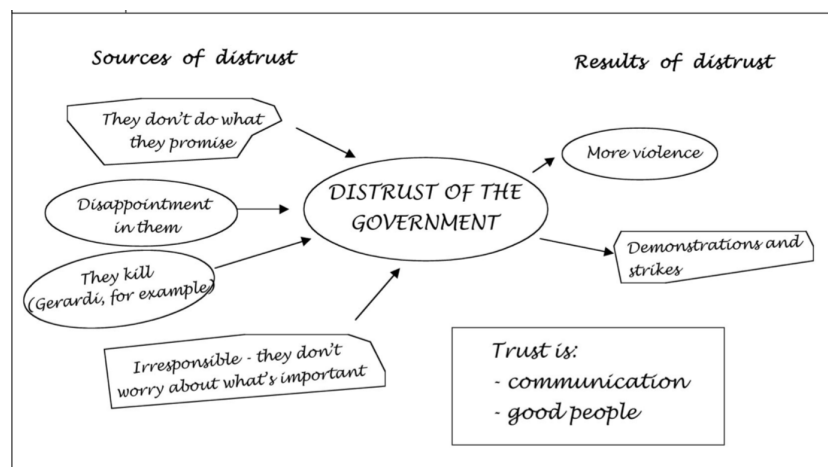 Sources of distrust
Results of distrust
They don't do what
they promise
Disappointment
in them
They kill
(Gerardi, for example)
Irresponsible - they don't
worry about what's important
DISTRUST OF THE
GOVERNMENT
More violence
Demonstrations and
strikes
Trust is:
- communication
- good people